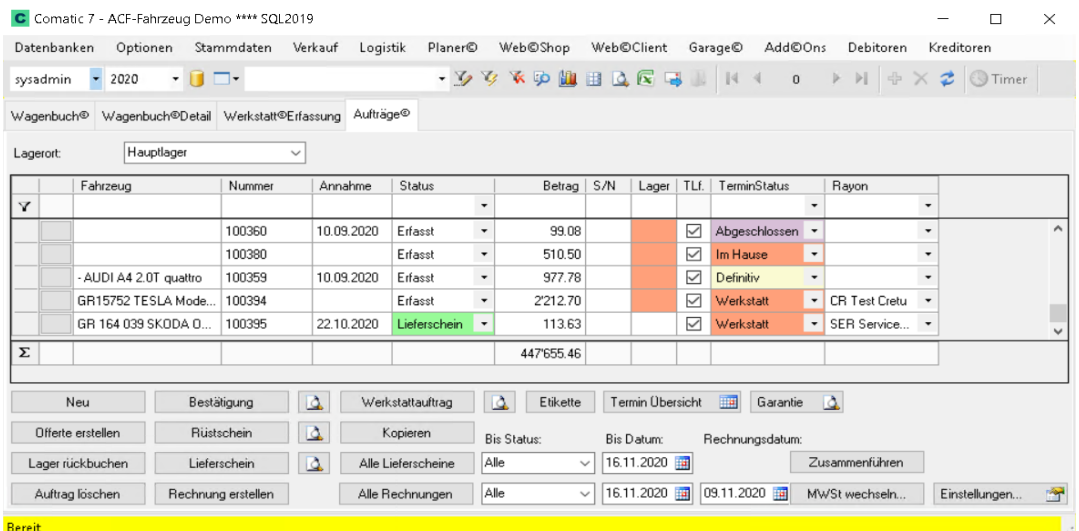 C Comatic 7 - ACF-Fahrzeug Demo **** SQL2019
Datenbanken Optionen Stammdaten Verkauf Logistik Planer© Web©Shop Web©Client Garage© Add©Ons Debitoren Kreditoren
sysadmin 2020 0 Timer
Wagenbuch© Wagenbuch©Detail Werkstatt©Erfassung Aufträge©
Lagerort: Hauptlager
Fahrzeug Nummer Annahme Status Betrag S/N Lager TLf. TerminStatus Rayon
100360 10.09.2020 Erfasst 99.08 Abgeschlossen
100380 Erfasst 510.50 Im Hause
- AUDI A4 2.0T quattro 100359 10.09.2020 Erfasst 977.78 Definitiv
GR15752 TESLA Mode... 100394 Erfasst 2'212.70 Werkstatt CR Test Cretu
GR 164 039 SKODA O... 100395 22.10.2020 Lieferschein 113.63 Werkstatt SER Service...
Σ 447'655.46
Neu Bestätigung Werkstattauftrag Etikette Termin Übersicht Garantie
Offerte erstellen Rüstschein Kopieren Bis Status: Bis Datum: Rechnungsdatum:
Lager rückbuchen Lieferschein Alle Lieferscheine Alle 16.11.2020 Zusammenführen
Auftrag löschen Rechnung erstellen Alle Rechnungen Alle 16.11.2020 09.11.2020 MWSt wechseln... Einstellungen...
Bereit